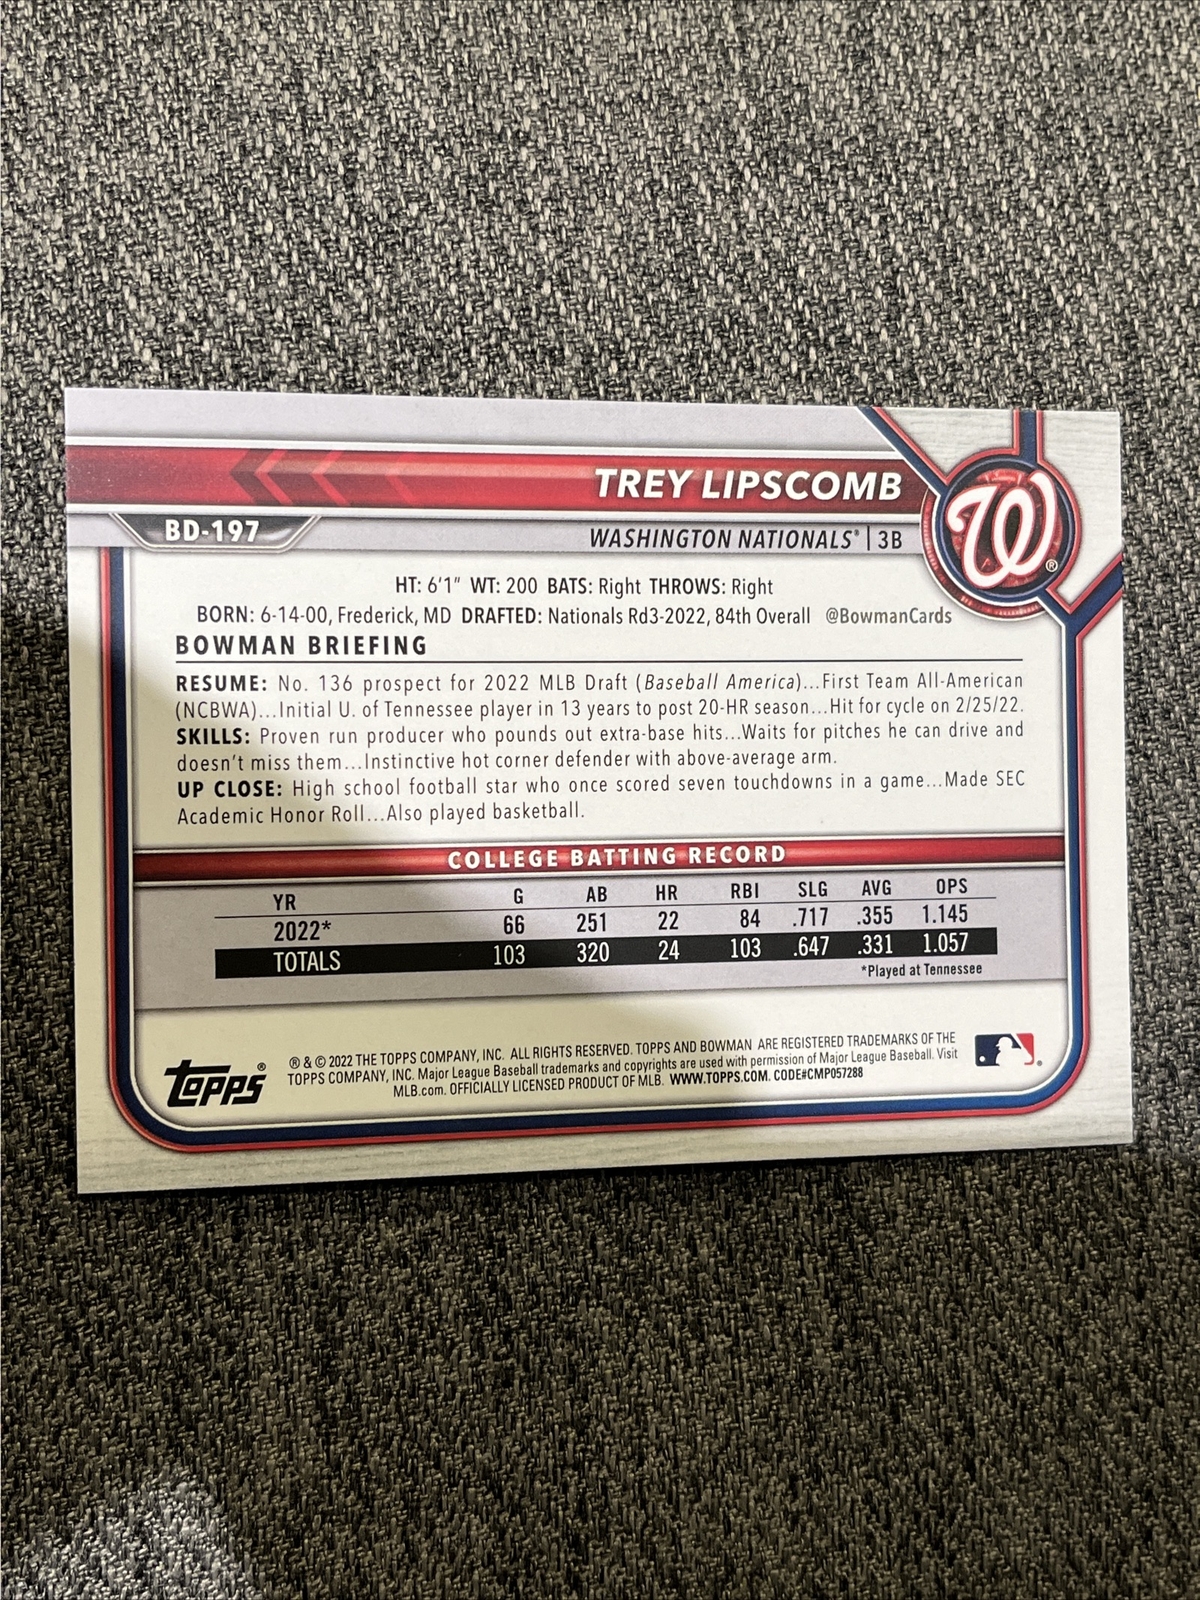 TREY LIPSCOMB
BD-197
WASHINGTON NATIONALS® | 3B
W®
HT: 6'1" WT: 200 BATS: Right THROWS: Right
BORN: 6-14-00, Frederick, MD DRAFTED: Nationals Rd3-2022, 84th Overall @BowmanCards
BOWMAN BRIEFING
RESUME: No. 136 prospect for 2022 MLB Draft (Baseball America)...First Team All-American
(NCBWA)...Initial U. of Tennessee player in 13 years to post 20-HR season...Hit for cycle on 2/25/22.
SKILLS: Proven run producer who pounds out extra-base hits...Waits for pitches he can drive and
doesn't miss them...Instinctive hot corner defender with above-average arm.
UP CLOSE: High school football star who once scored seven touchdowns in a game...Made SEC
Academic Honor Roll...Also played basketball.
COLLEGE BATTING RECORD
YR G AB HR RBI SLG AVG OPS
2022* 66 251 22 84 .717 .355 1.145
TOTALS 103 320 24 103 .647 .331 1.057
*Played at Tennessee
TOPPS®
® & © 2022 THE TOPPS COMPANY, INC. ALL RIGHTS RESERVED. TOPPS AND BOWMAN ARE REGISTERED TRADEMARKS OF THE
TOPPS COMPANY, INC. Major League Baseball trademarks and copyrights are used with permission of Major League Baseball. Visit
MLB.com. OFFICIALLY LICENSED PRODUCT OF MLB. WWW.TOPPS.COM. CODE#CMP057288